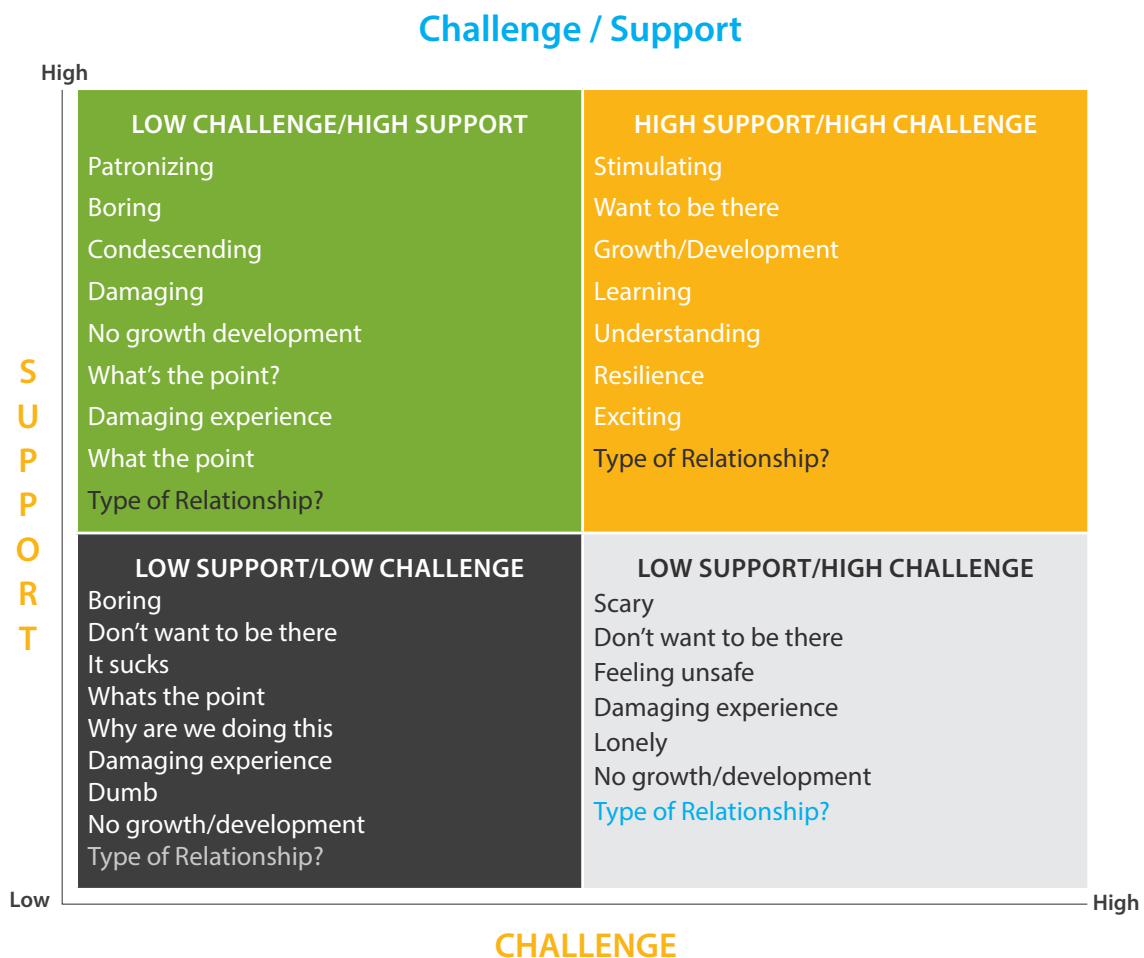 Challenge / Support
High
LOW CHALLENGE/HIGH SUPPORT
Patronizing
Boring
Condescending
Damaging
No growth development
What's the point?
Damaging experience
What the point
Type of Relationship?
HIGH SUPPORT/HIGH CHALLENGE
Stimulating
Want to be there
Growth/Development
Learning
Understanding
Resilience
Exciting
Type of Relationship?
SUPPORT
LOW SUPPORT/LOW CHALLENGE
Boring
Don't want to be there
It sucks
Whats the point
Why are we doing this
Damaging experience
Dumb
No growth/development
Type of Relationship?
LOW SUPPORT/HIGH CHALLENGE
Scary
Don't want to be there
Feeling unsafe
Damaging experience
Lonely
No growth/development
Type of Relationship?
Low
High
CHALLENGE